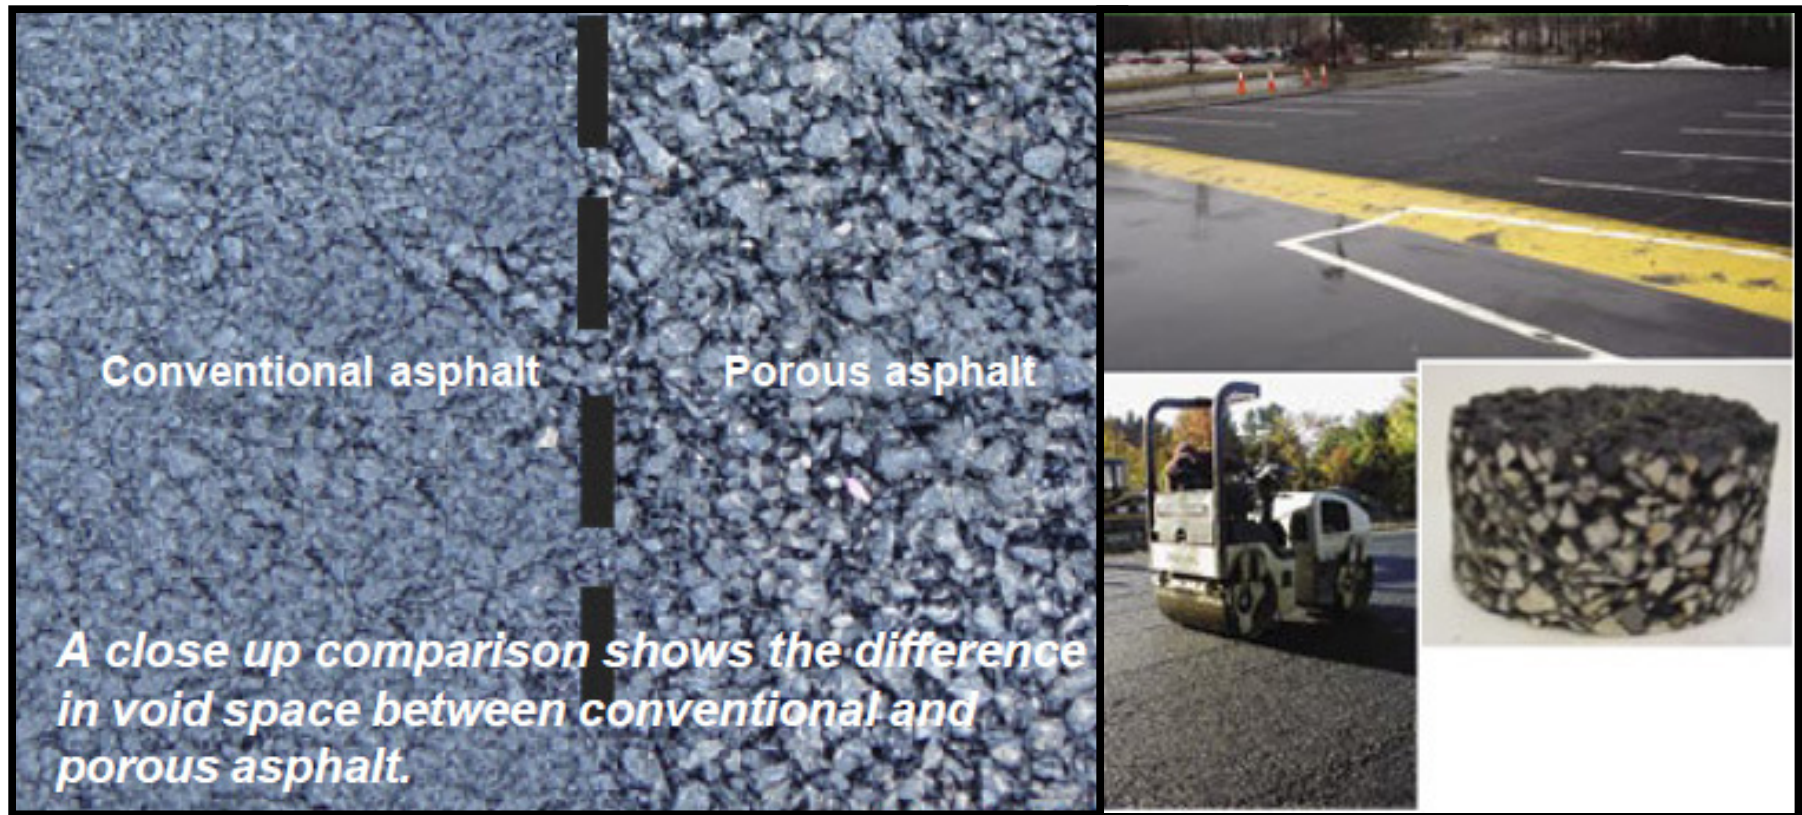 Conventional asphalt
Porous asphalt
A close up comparison shows the difference
in void space between conventional and
porous asphalt.